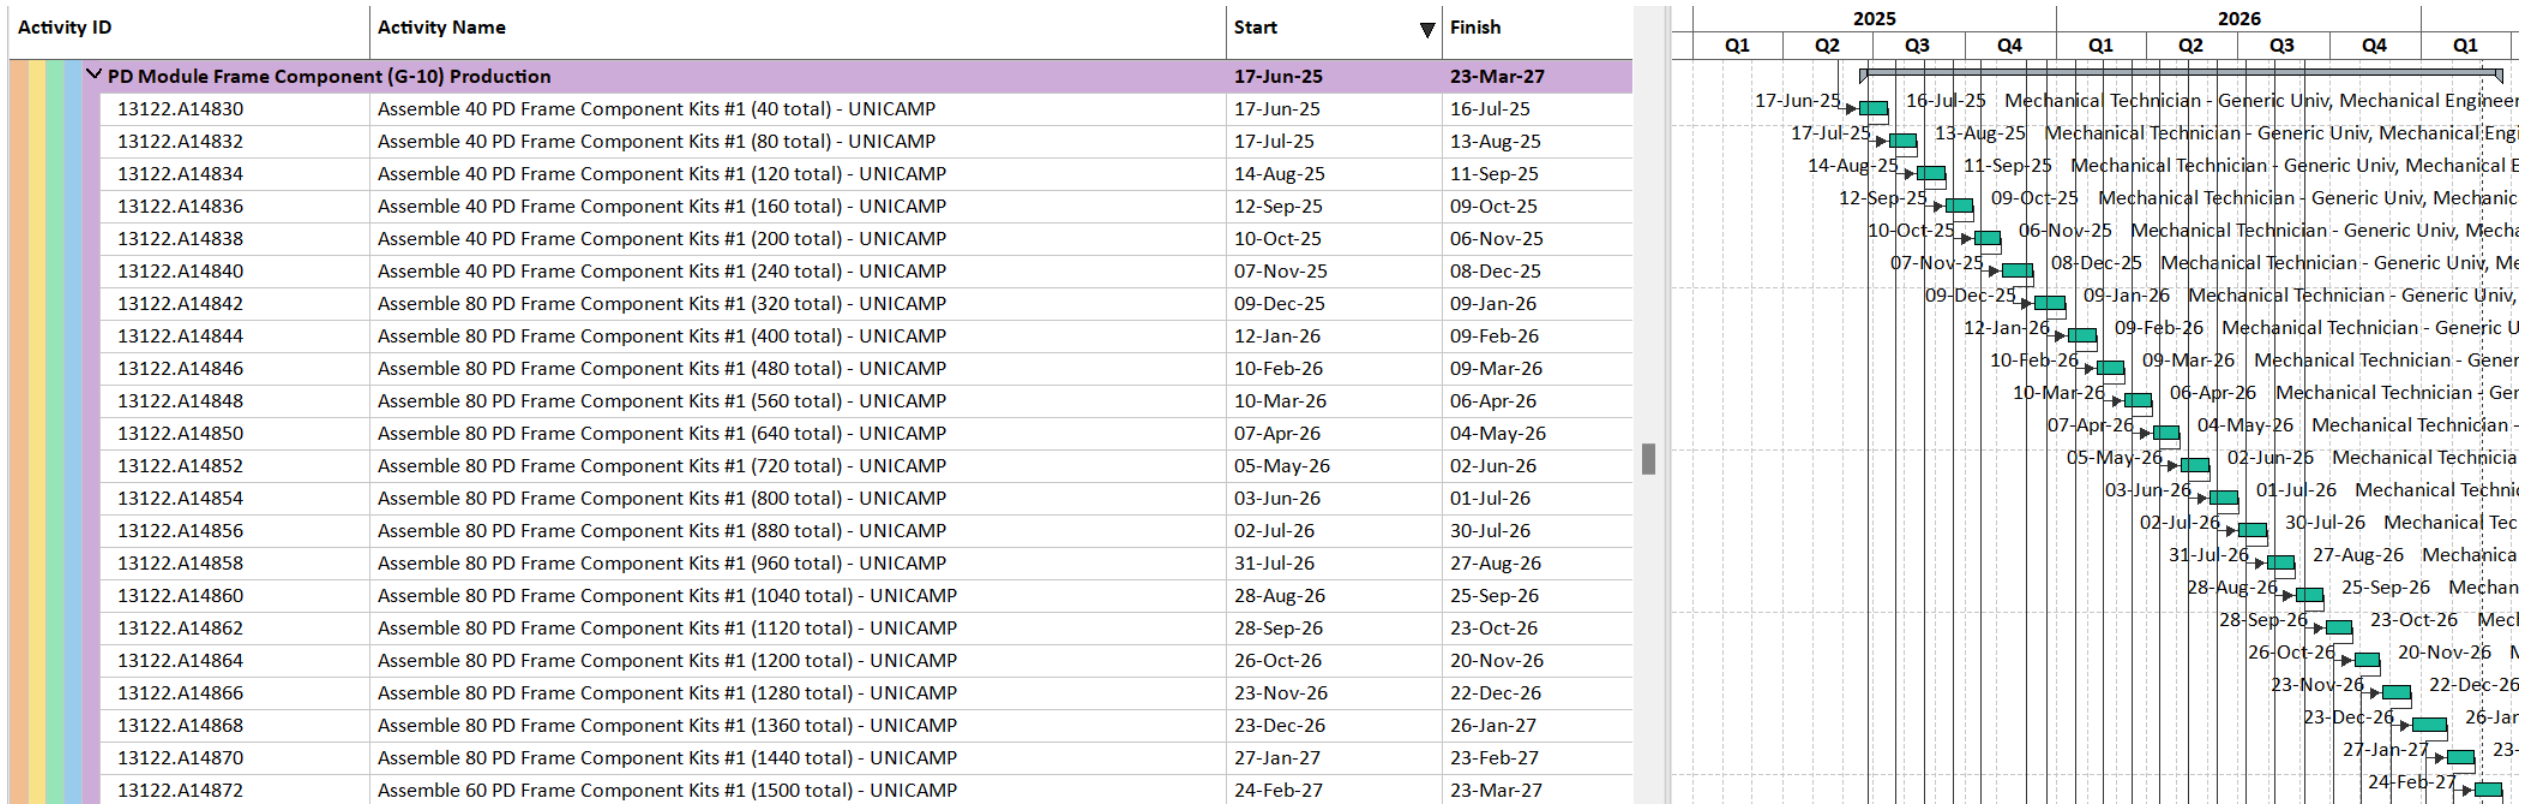 Activity ID Activity Name Start Finish 2025 2026
Q1 Q2 Q3 Q4 Q1 Q2 Q3 Q4 Q1
PD Module Frame Component (G-10) Production 17-Jun-25 23-Mar-27
13122.A14830 Assemble 40 PD Frame Component Kits #1 (40 total) - UNICAMP 17-Jun-25 16-Jul-25 17-Jun-25 16-Jul-25 Mechanical Technician - Generic Univ, Mechanical Engineer
13122.A14832 Assemble 40 PD Frame Component Kits #1 (80 total) - UNICAMP 17-Jul-25 13-Aug-25 17-Jul-25 13-Aug-25 Mechanical Technician - Generic Univ, Mechanical Engi
13122.A14834 Assemble 40 PD Frame Component Kits #1 (120 total) - UNICAMP 14-Aug-25 11-Sep-25 14-Aug-25 11-Sep-25 Mechanical Technician - Generic Univ, Mechanical E
13122.A14836 Assemble 40 PD Frame Component Kits #1 (160 total) - UNICAMP 12-Sep-25 09-Oct-25 12-Sep-25 09-Oct-25 Mechanical Technician - Generic Univ, Mechanic
13122.A14838 Assemble 40 PD Frame Component Kits #1 (200 total) - UNICAMP 10-Oct-25 06-Nov-25 10-Oct-25 06-Nov-25 Mechanical Technician - Generic Univ, Mecha
13122.A14840 Assemble 40 PD Frame Component Kits #1 (240 total) - UNICAMP 07-Nov-25 08-Dec-25 07-Nov-25 08-Dec-25 Mechanical Technician - Generic Univ, Me
13122.A14842 Assemble 80 PD Frame Component Kits #1 (320 total) - UNICAMP 09-Dec-25 09-Jan-26 09-Dec-25 09-Jan-26 Mechanical Technician - Generic Univ,
13122.A14844 Assemble 80 PD Frame Component Kits #1 (400 total) - UNICAMP 12-Jan-26 09-Feb-26 12-Jan-26 09-Feb-26 Mechanical Technician - Generic U
13122.A14846 Assemble 80 PD Frame Component Kits #1 (480 total) - UNICAMP 10-Feb-26 09-Mar-26 10-Feb-26 09-Mar-26 Mechanical Technician - Gener
13122.A14848 Assemble 80 PD Frame Component Kits #1 (560 total) - UNICAMP 10-Mar-26 06-Apr-26 10-Mar-26 06-Apr-26 Mechanical Technician - Ger
13122.A14850 Assemble 80 PD Frame Component Kits #1 (640 total) - UNICAMP 07-Apr-26 04-May-26 07-Apr-26 04-May-26 Mechanical Technician -
13122.A14852 Assemble 80 PD Frame Component Kits #1 (720 total) - UNICAMP 05-May-26 02-Jun-26 05-May-26 02-Jun-26 Mechanical Technicia
13122.A14854 Assemble 80 PD Frame Component Kits #1 (800 total) - UNICAMP 03-Jun-26 01-Jul-26 03-Jun-26 01-Jul-26 Mechanical Technic
13122.A14856 Assemble 80 PD Frame Component Kits #1 (880 total) - UNICAMP 02-Jul-26 30-Jul-26 02-Jul-26 30-Jul-26 Mechanical Tec
13122.A14858 Assemble 80 PD Frame Component Kits #1 (960 total) - UNICAMP 31-Jul-26 27-Aug-26 31-Jul-26 27-Aug-26 Mechanica
13122.A14860 Assemble 80 PD Frame Component Kits #1 (1040 total) - UNICAMP 28-Aug-26 25-Sep-26 28-Aug-26 25-Sep-26 Mechan
13122.A14862 Assemble 80 PD Frame Component Kits #1 (1120 total) - UNICAMP 28-Sep-26 23-Oct-26 28-Sep-26 23-Oct-26 Mecl
13122.A14864 Assemble 80 PD Frame Component Kits #1 (1200 total) - UNICAMP 26-Oct-26 20-Nov-26 26-Oct-26 20-Nov-26
13122.A14866 Assemble 80 PD Frame Component Kits #1 (1280 total) - UNICAMP 23-Nov-26 22-Dec-26 23-Nov-26 22-Dec-26
13122.A14868 Assemble 80 PD Frame Component Kits #1 (1360 total) - UNICAMP 23-Dec-26 26-Jan-27 23-Dec-26 26-Jan
13122.A14870 Assemble 80 PD Frame Component Kits #1 (1440 total) - UNICAMP 27-Jan-27 23-Feb-27 27-Jan-27 23-
13122.A14872 Assemble 60 PD Frame Component Kits #1 (1500 total) - UNICAMP 24-Feb-27 23-Mar-27 24-Feb-27